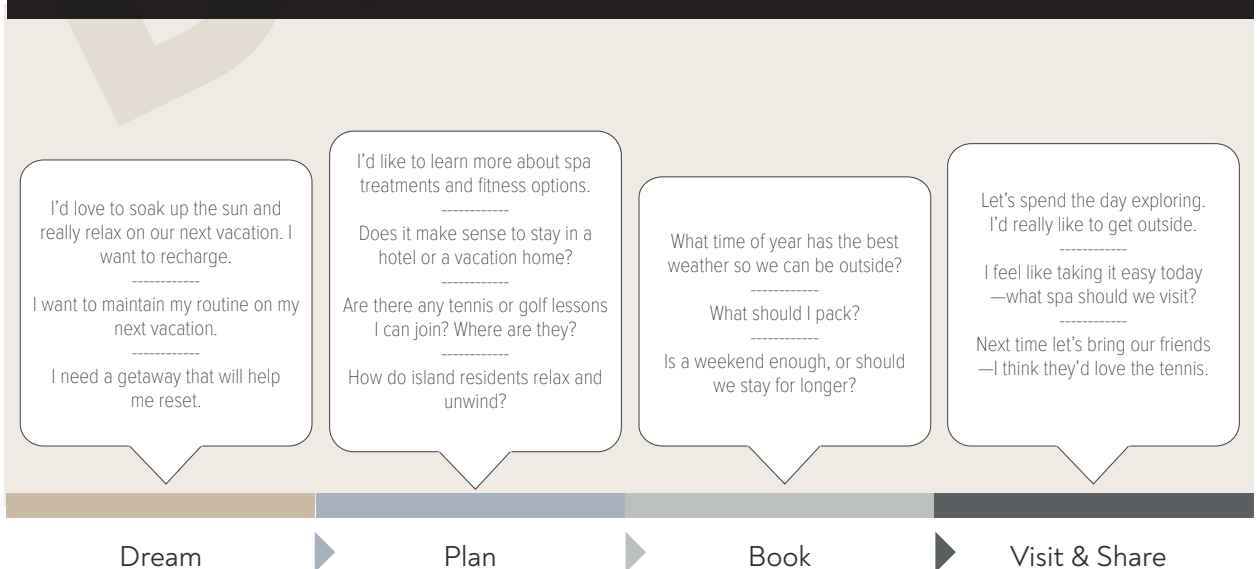 I'd love to soak up the sun and
really relax on our next vacation. I
want to recharge.
------------
I want to maintain my routine on my
next vacation.
------------
I need a getaway that will help
me reset.
I'd like to learn more about spa
treatments and fitness options.
------------
Does it make sense to stay in a
hotel or a vacation home?
------------
Are there any tennis or golf lessons
I can join? Where are they?
------------
How do island residents relax and
unwind?
What time of year has the best
weather so we can be outside?
------------
What should I pack?
------------
Is a weekend enough, or should
we stay for longer?
Let's spend the day exploring.
I'd really like to get outside.
------------
I feel like taking it easy today
—what spa should we visit?
------------
Next time let's bring our friends
—I think they'd love the tennis.
Dream
Plan
Book
Visit & Share